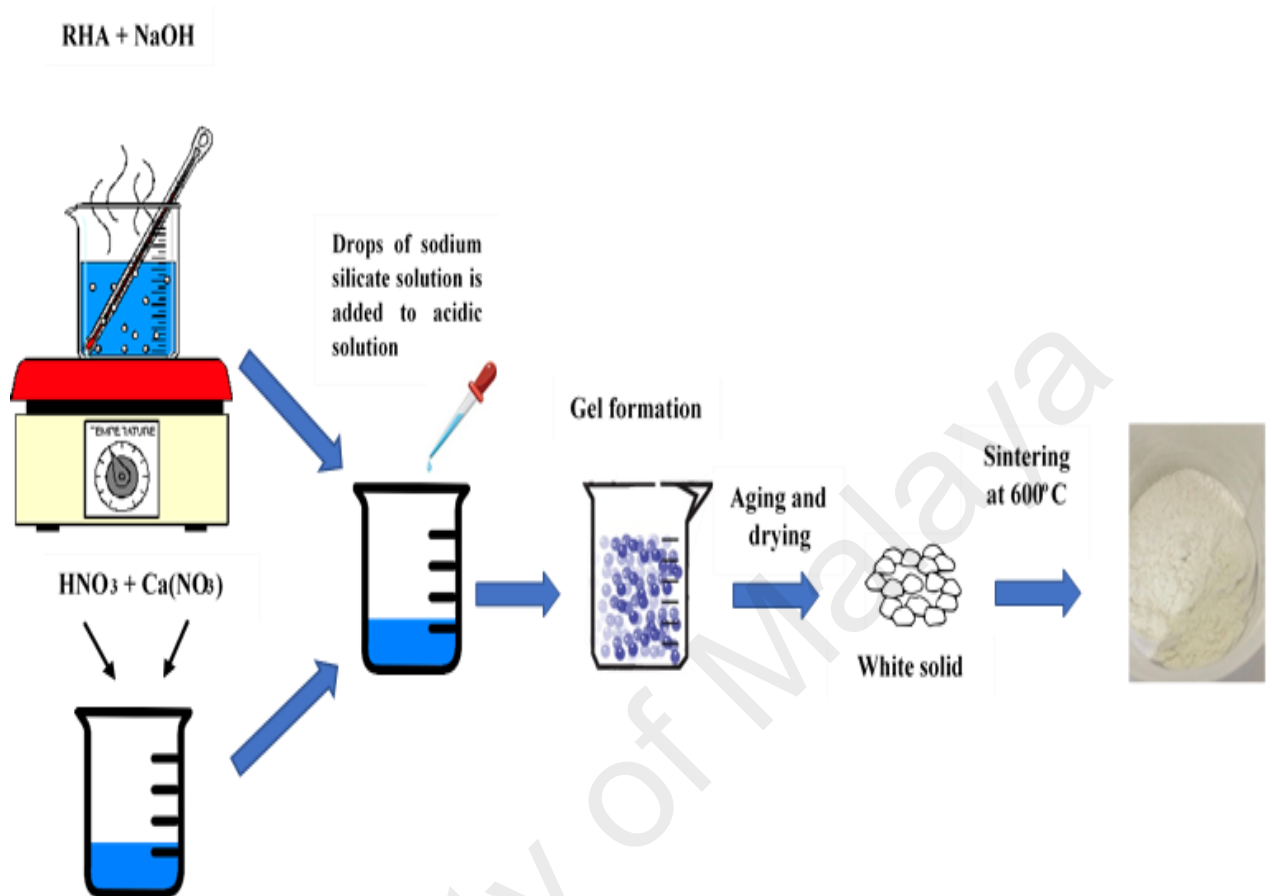 RHA + NaOH
Drops of sodium
silicate solution is
added to acidic
solution
TEMPERATURE
HNO₃ + Ca(NO₃)
Gel formation
Aging and
drying
White solid
Sintering
at 600°C
y of Malaya